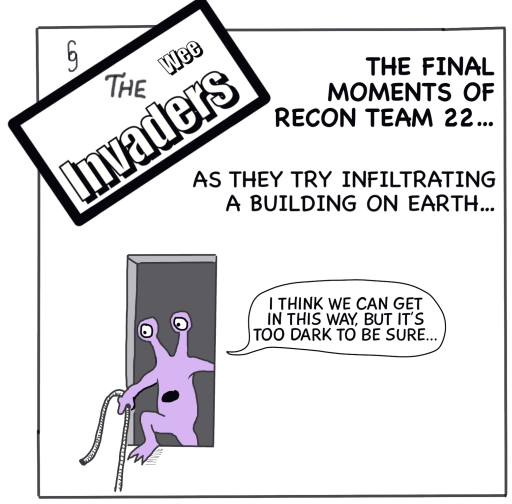 THE
Wee
Invaders
THE FINAL
MOMENTS OF
RECON TEAM 22...
AS THEY TRY INFILTRATING
A BUILDING ON EARTH...
I THINK WE CAN GET
IN THIS WAY, BUT IT'S
TOO DARK TO BE SURE...